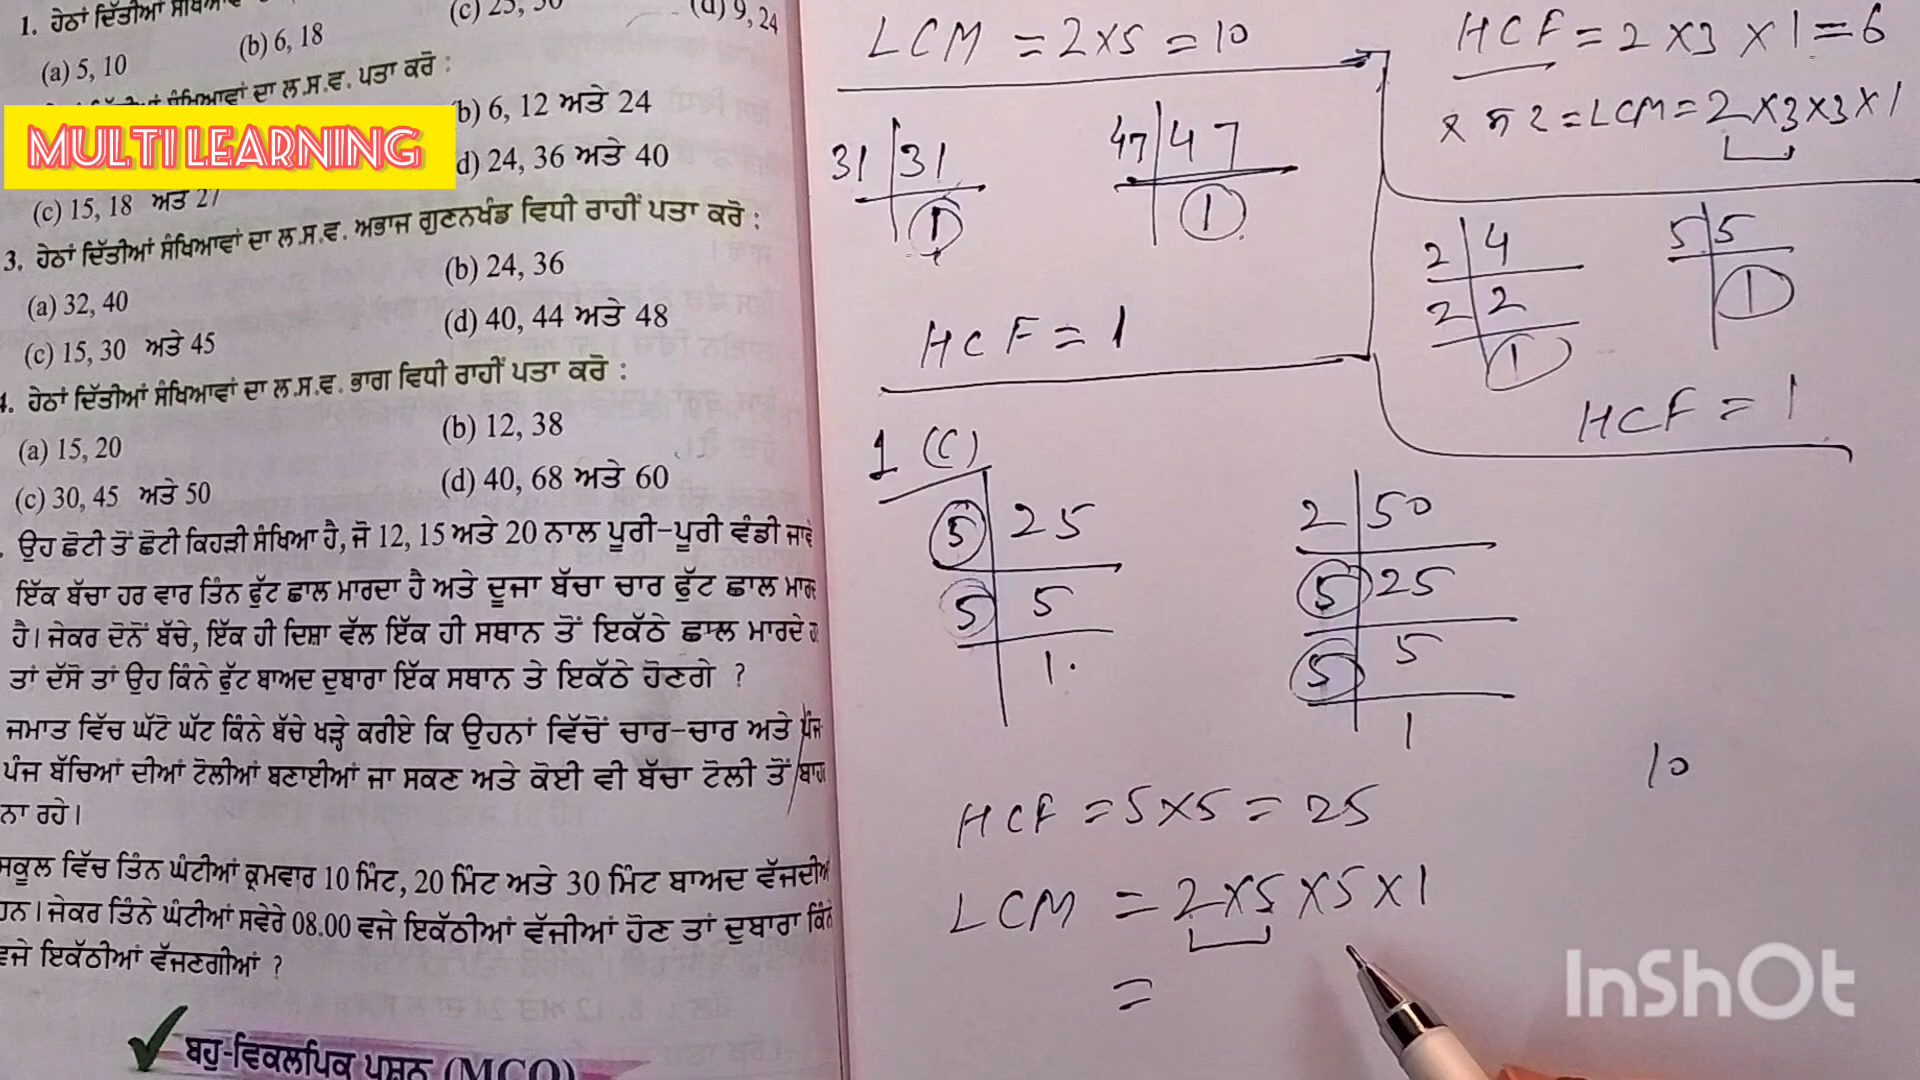 1. ਹੇਠਾਂ ਦਿੱਤੀਆਂ
(a) 5, 10
(b) 6, 18
(c) 25, 50
(d) 9, 24
ਸੰਖਿਆਵਾਂ ਦਾ ਲ.ਸ.ਵ. ਪਤਾ ਕਰੋ :
(b) 6, 12 ਅਤੇ 24
MULTI LEARNING
(d) 24, 36 ਅਤੇ 40
(c) 15, 18 ਅਤੇ 27
3. ਹੇਠਾਂ ਦਿੱਤੀਆਂ ਸੰਖਿਆਵਾਂ ਦਾ ਲ.ਸ.ਵ. ਅਭਾਜ ਗੁਣਨਖੰਡ ਵਿਧੀ ਰਾਹੀਂ ਪਤਾ ਕਰੋ :
(a) 32, 40
(b) 24, 36
(c) 15, 30 ਅਤੇ 45
(d) 40, 44 ਅਤੇ 48
4. ਹੇਠਾਂ ਦਿੱਤੀਆਂ ਸੰਖਿਆਵਾਂ ਦਾ ਲ.ਸ.ਵ. ਭਾਗ ਵਿਧੀ ਰਾਹੀਂ ਪਤਾ ਕਰੋ :
(a) 15, 20
(b) 12, 38
(c) 30, 45 ਅਤੇ 50
(d) 40, 68 ਅਤੇ 60
ਉਹ ਛੋਟੀ ਤੋਂ ਛੋਟੀ ਕਿਹੜੀ ਸੰਖਿਆ ਹੈ, ਜੋ 12, 15 ਅਤੇ 20 ਨਾਲ ਪੂਰੀ-ਪੂਰੀ ਵੰਡੀ ਜਾਵੇ
ਇੱਕ ਬੱਚਾ ਹਰ ਵਾਰ ਤਿੰਨ ਫੁੱਟ ਛਾਲ ਮਾਰਦਾ ਹੈ ਅਤੇ ਦੂਜਾ ਬੱਚਾ ਚਾਰ ਫੁੱਟ ਛਾਲ
ਹੈ। ਜੇਕਰ ਦੋਨੋਂ ਬੱਚੇ, ਇੱਕ ਹੀ ਦਿਸ਼ਾ ਵੱਲ ਇੱਕ ਹੀ ਸਥਾਨ ਤੋਂ ਇਕੱਠੇ ਛਾਲ ਮਾਰਦੇ
ਤਾਂ ਦੱਸੋ ਤਾਂ ਉਹ ਕਿੰਨੇ ਫੁੱਟ ਬਾਅਦ ਦੁਬਾਰਾ ਇੱਕ ਸਥਾਨ ਤੇ ਇਕੱਠੇ ਹੋਣਗੇ ?
ਜਮਾਤ ਵਿੱਚ ਘੱਟੋ ਘੱਟ ਕਿੰਨੇ ਬੱਚੇ ਖੜ੍ਹੇ ਕਰੀਏ ਕਿ ਉਹਨਾਂ ਵਿੱਚੋਂ ਚਾਰ-ਚਾਰ ਅਤੇ ਪੰਜ
ਪੰਜ ਬੱਚਿਆਂ ਦੀਆਂ ਟੋਲੀਆਂ ਬਣਾਈਆਂ ਜਾ ਸਕਣ ਅਤੇ ਕੋਈ ਵੀ ਬੱਚਾ ਟੋਲੀ ਤੋਂ ਬਾਹਰ
ਨਾ ਰਹੇ।
ਸਕੂਲ ਵਿੱਚ ਤਿੰਨ ਘੰਟੀਆਂ ਕ੍ਰਮਵਾਰ 10 ਮਿੰਟ, 20 ਮਿੰਟ ਅਤੇ 30 ਮਿੰਟ ਬਾਅਦ ਵੱਜਦੀਆਂ
ਹਨ। ਜੇਕਰ ਤਿੰਨੇ ਘੰਟੀਆਂ ਸਵੇਰੇ 08.00 ਵਜੇ ਇਕੱਠੀਆਂ ਵੱਜੀਆਂ ਹੋਣ ਤਾਂ ਦੁਬਾਰਾ ਕਿੰਨੇ
ਵਜੇ ਇਕੱਠੀਆਂ ਵੱਜਣਗੀਆਂ ?
ਬਹੁ-ਵਿਕਲਪਿਕ ਪ੍ਰਸ਼ਨ (MCQ)
LCM = 2×5 = 10
31 | 31
1
47 | 47
1
HCF = 1
HCF = 2×3×1 = 6
= LCM = 2×3×3×1
2 | 4
2 | 2
1
5 | 5
1
HCF = 1
1 (C)
5 | 25
5 | 5
1.
2 | 50
5 | 25
5 | 5
1
10
HCF = 5×5 = 25
LCM = 2×5×5×1
=
InShOt